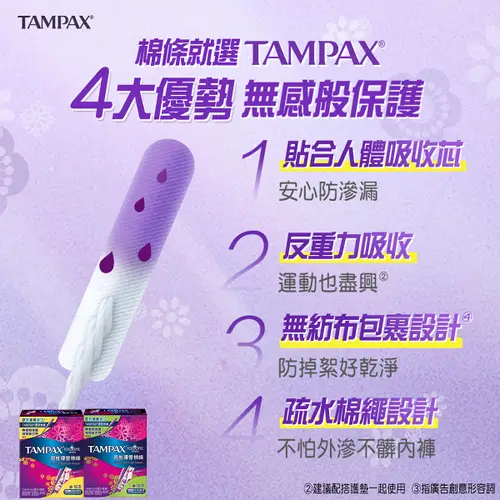 TAMPAX
棉條就選 TAMPAX®
4大優勢 無感般保護
1 貼合人體吸收芯
安心防滲漏
2 反重力吸收
運動也盡興②
3 無紡布包裹設計④
防掉絮好乾淨
4 疏水棉繩設計
不怕外滲不髒內褲
TAMPAX
TAMPAX
②建議配搭護墊一起使用 ③指廣告創意形容詞